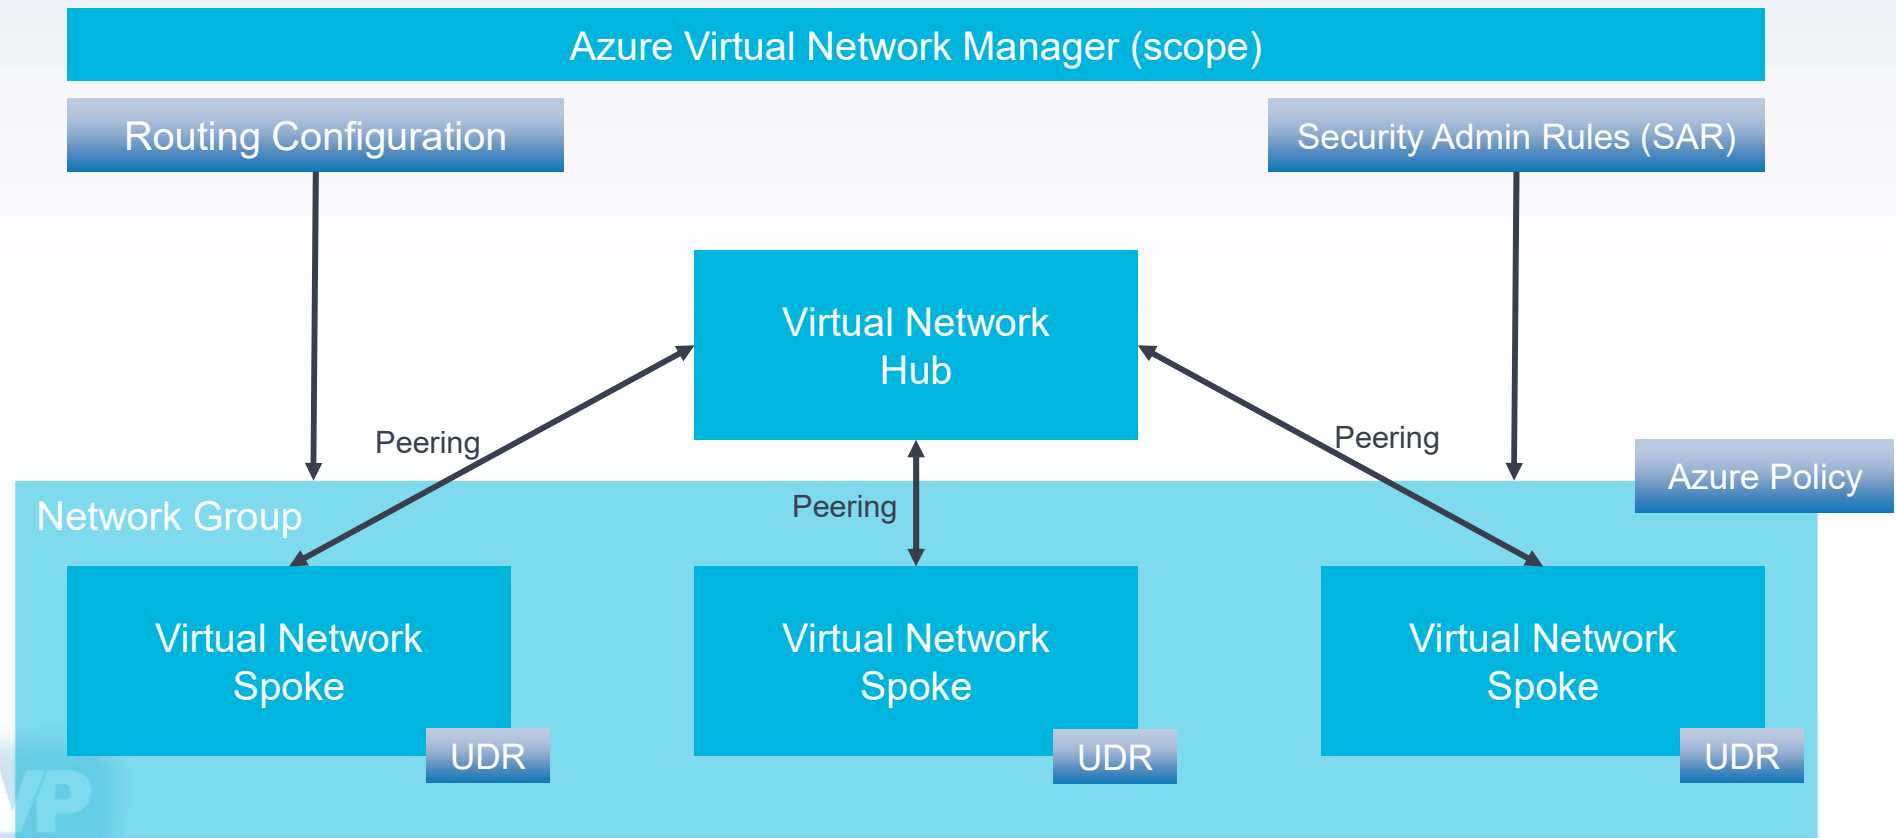 Azure Virtual Network Manager (scope)
Routing Configuration
Security Admin Rules (SAR)
Virtual Network
Hub
Peering
Peering
Peering
Azure Policy
Network Group
Virtual Network
Spoke
Virtual Network
Spoke
Virtual Network
Spoke
UDR
UDR
UDR